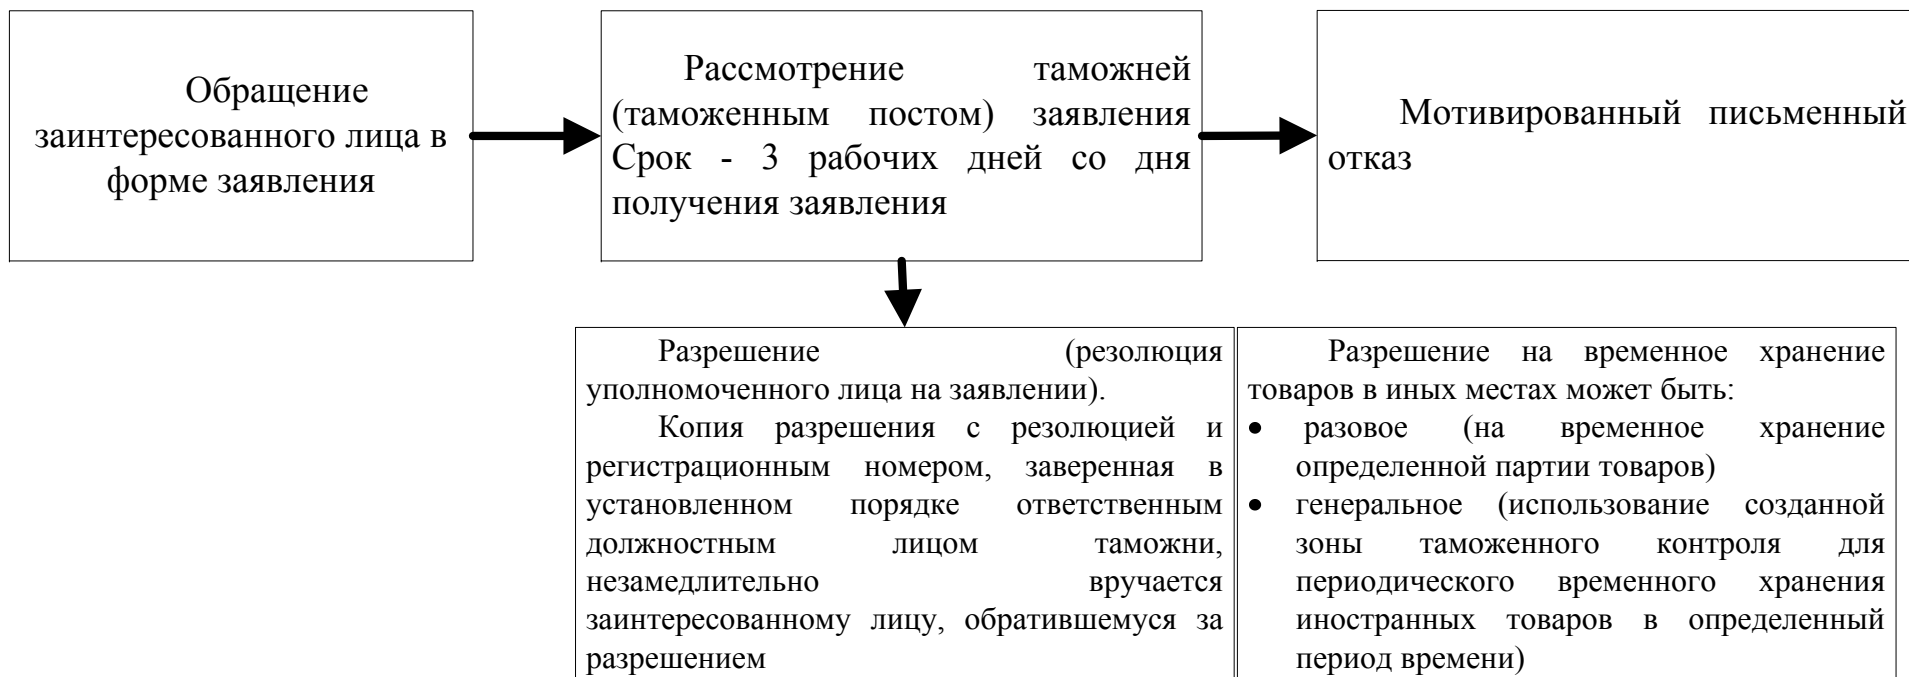 Обращение
заинтересованного лица в
форме заявления
Рассмотрение таможней
(таможенным постом) заявления
Срок - 3 рабочих дней со дня
получения заявления
Мотивированный письменный
отказ
Разрешение (резолюция
уполномоченного лица на заявлении).
Копия разрешения с резолюцией и
регистрационным номером, заверенная в
установленном порядке ответственным
должностным лицом таможни,
незамедлительно вручается
заинтересованному лицу, обратившемуся за
разрешением
Разрешение на временное хранение
товаров в иных местах может быть:
• разовое (на временное хранение
определенной партии товаров)
• генеральное (использование созданной
зоны таможенного контроля для
периодического временного хранения
иностранных товаров в определенный
период времени)